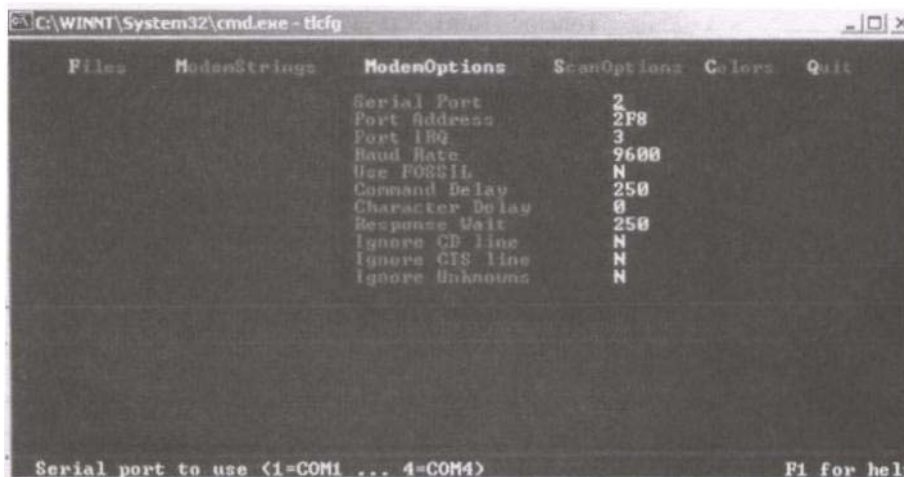 C:\WINNT\System32\cmd.exe - tlcfg
Files ModemStrings ModemOptions ScanOptions Colors Quit
Serial Port 2
Port Address 2F8
Port IRQ 3
Baud Rate 9600
Use FOSSIL N
Command Delay 250
Character Delay 0
Response Wait 250
Ignore CD line N
Ignore CTS line N
Ignore Unknowns N
Serial port to use (1=COM1 ... 4=COM4) F1 for hel